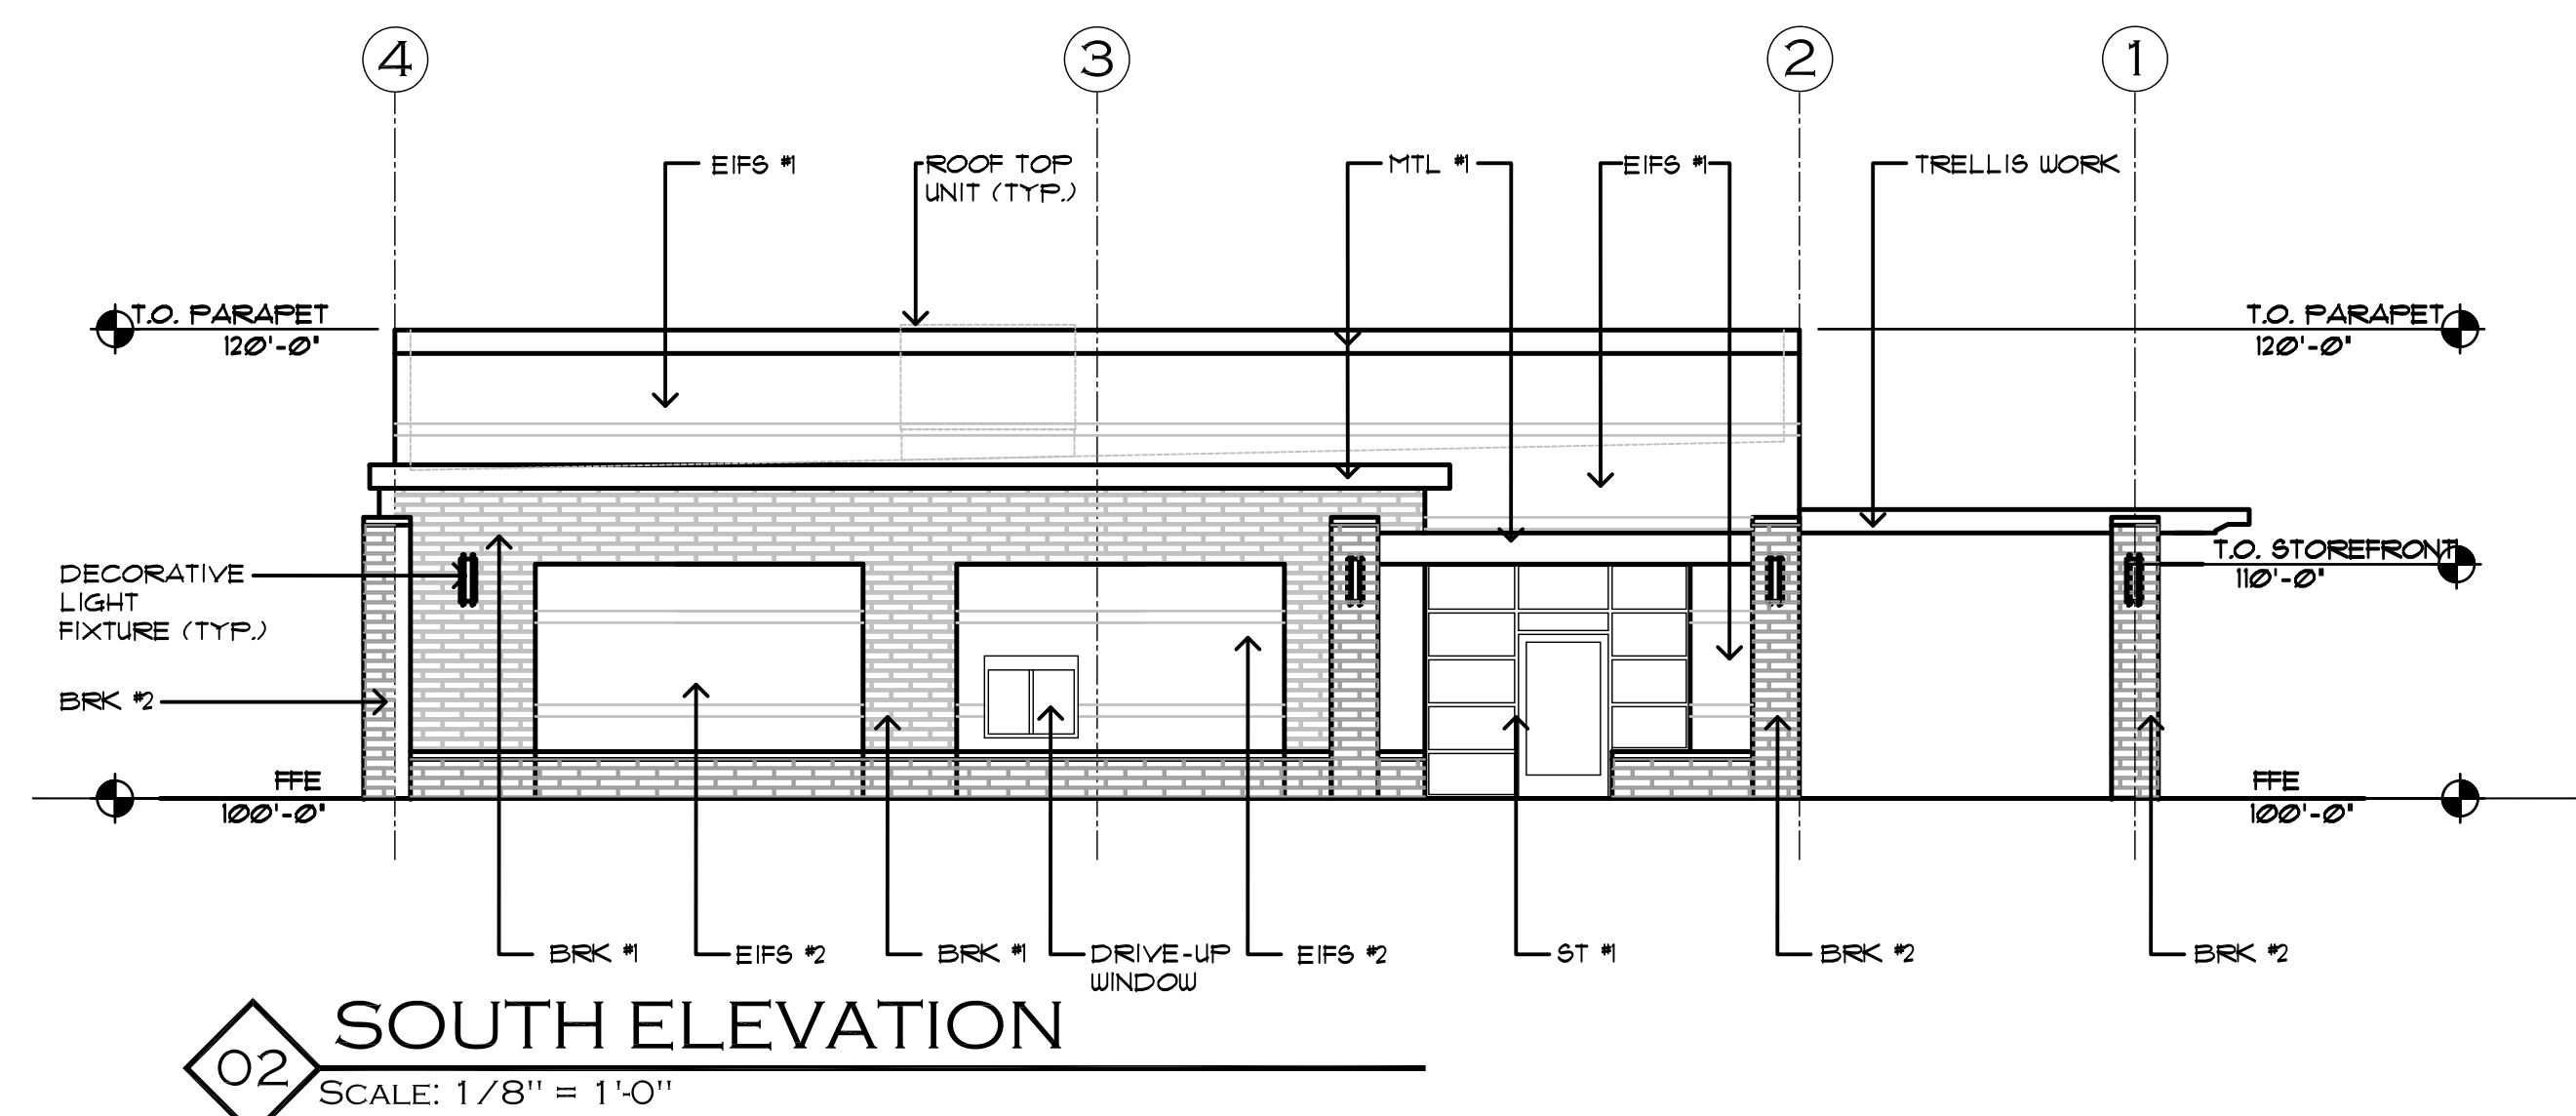 4
3
2
1
EIFS #1
ROOF TOP
UNIT (TYP.)
MTL #1
EIFS #1
TRELLIS WORK
T.O. PARAPET
120'-0"
T.O. PARAPET
120'-0"
T.O. STOREFRONT
110'-0"
DECORATIVE
LIGHT
FIXTURE (TYP.)
BRK #2
FFE
100'-0"
FFE
100'-0"
BRK #1
EIFS #2
BRK #1
DRIVE-UP
WINDOW
EIFS #2
ST #1
BRK #2
BRK #2
SOUTH ELEVATION
02
SCALE: 1/8" = 1'-0"